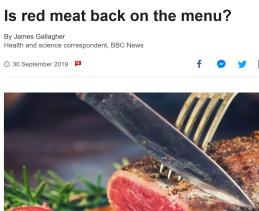 Is red meat back on the menu?
By James Gallagher
Health and science correspondent, BBC News
30 September 2019